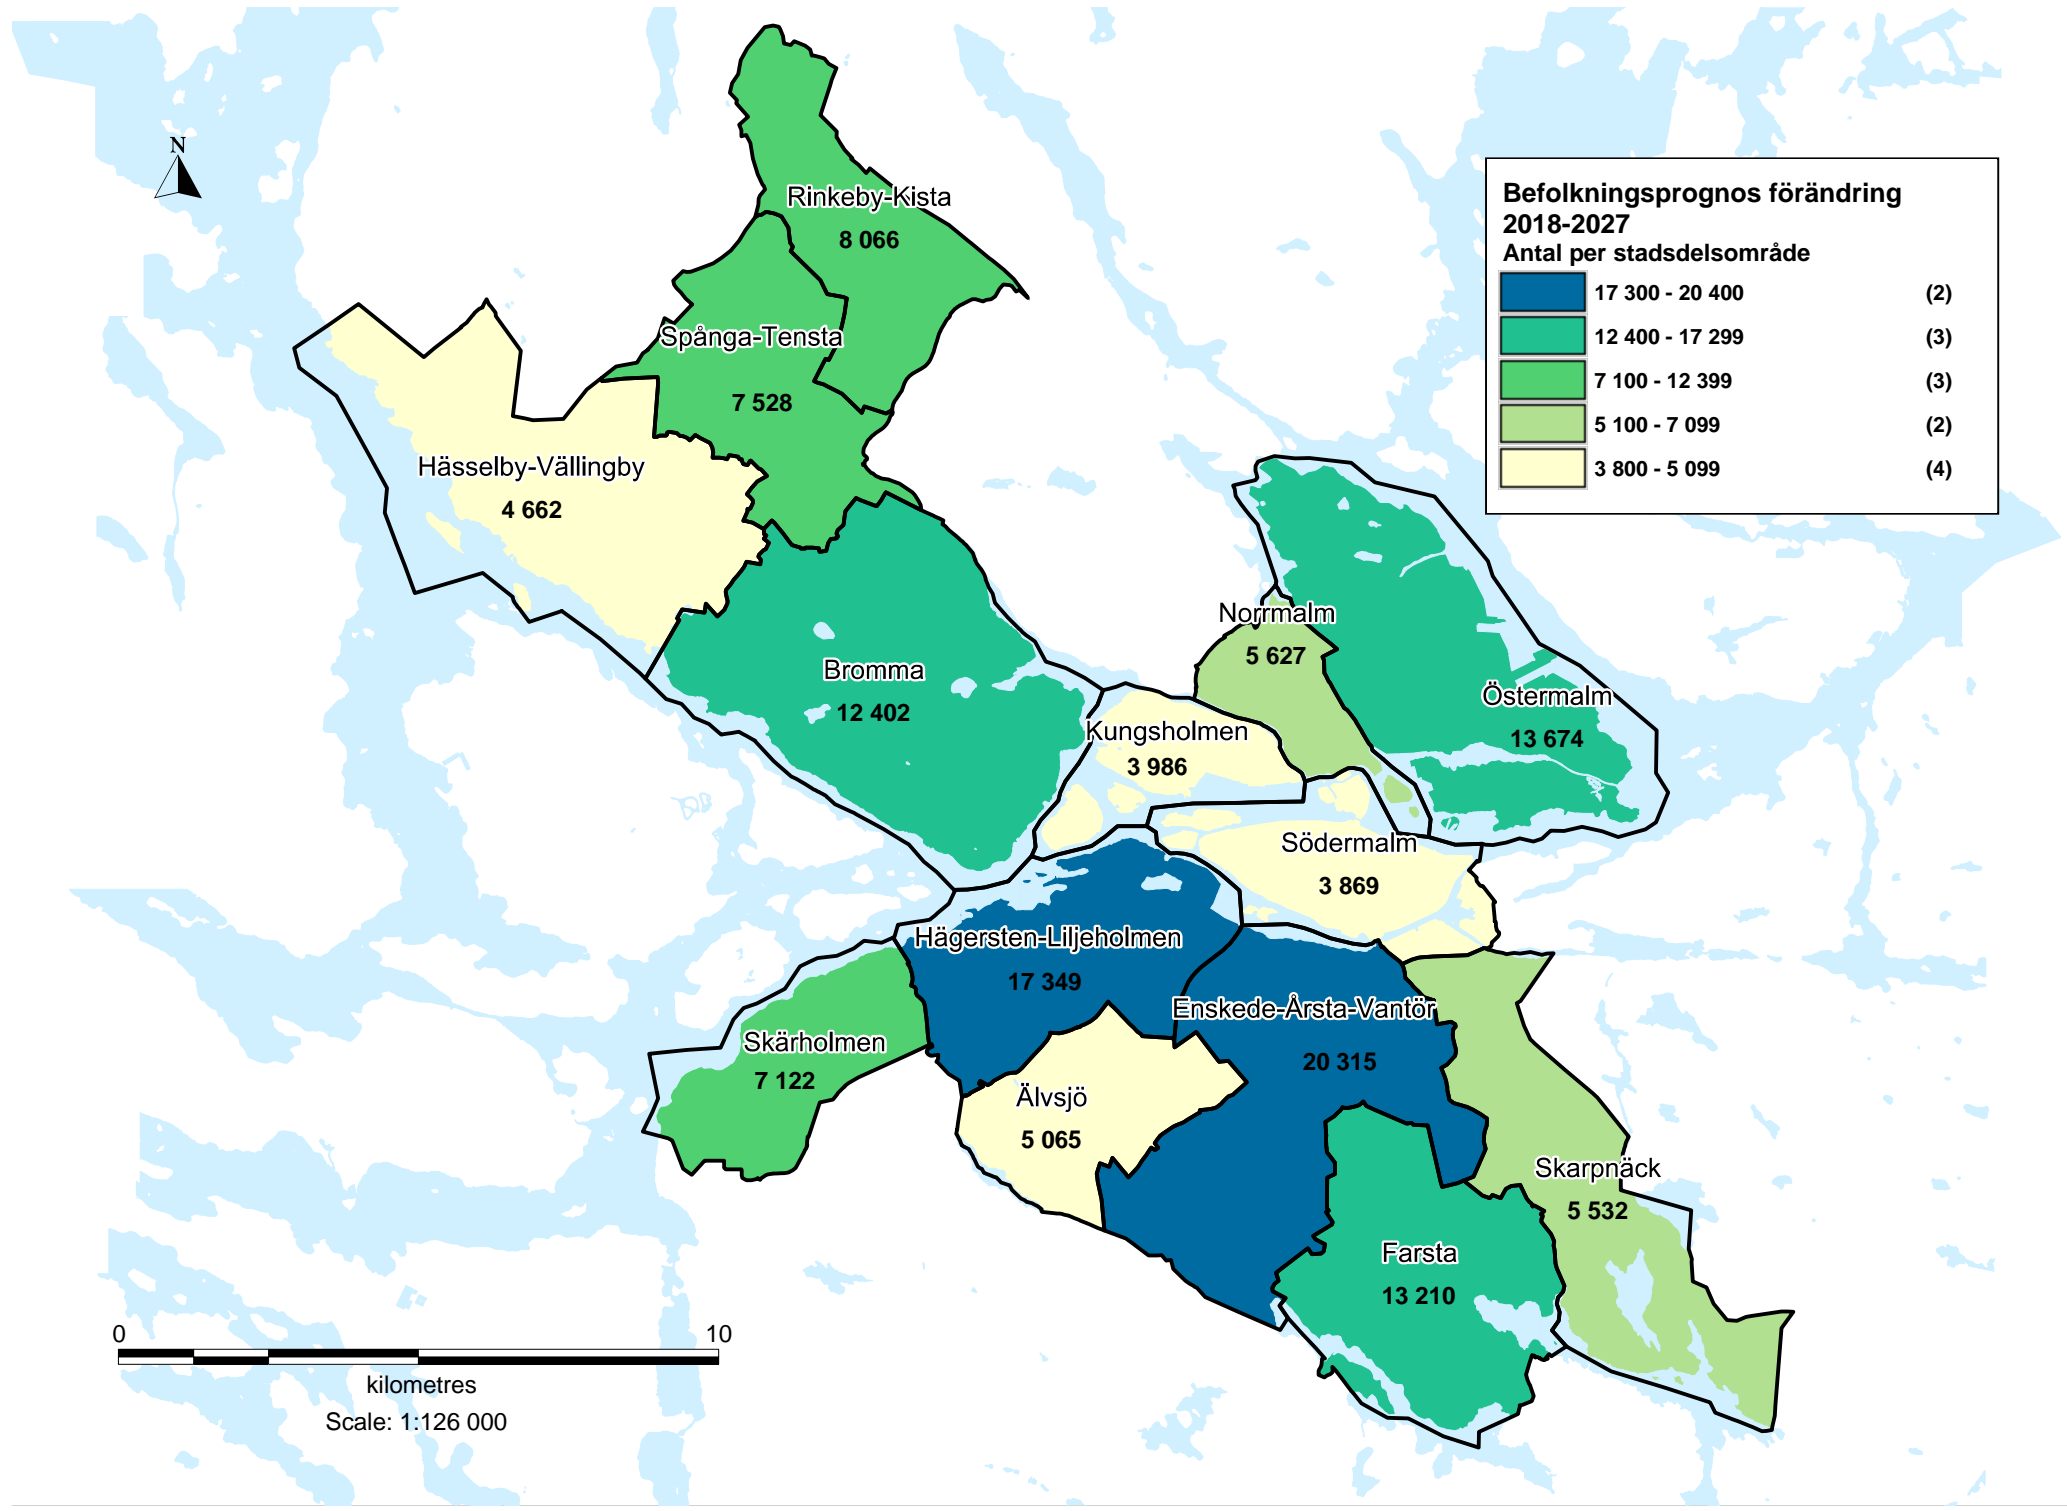 N
Befolkningsprognos förändring
2018-2027
Antal per stadsdelsområde
17 300 - 20 400 (2)
12 400 - 17 299 (3)
7 100 - 12 399 (3)
5 100 - 7 099 (2)
3 800 - 5 099 (4)
Rinkeby-Kista
8 066
Spånga-Tensta
7 528
Hässelby-Vällingby
4 662
Norrmalm
5 627
Bromma
12 402
Östermalm
13 674
Kungsholmen
3 986
Södermalm
3 869
Hägersten-Liljeholmen
17 349
Enskede-Årsta-Vantör
20 315
Skärholmen
7 122
Älvsjö
5 065
Skarpnäck
5 532
Farsta
13 210
0 10
kilometres
Scale: 1:126 000